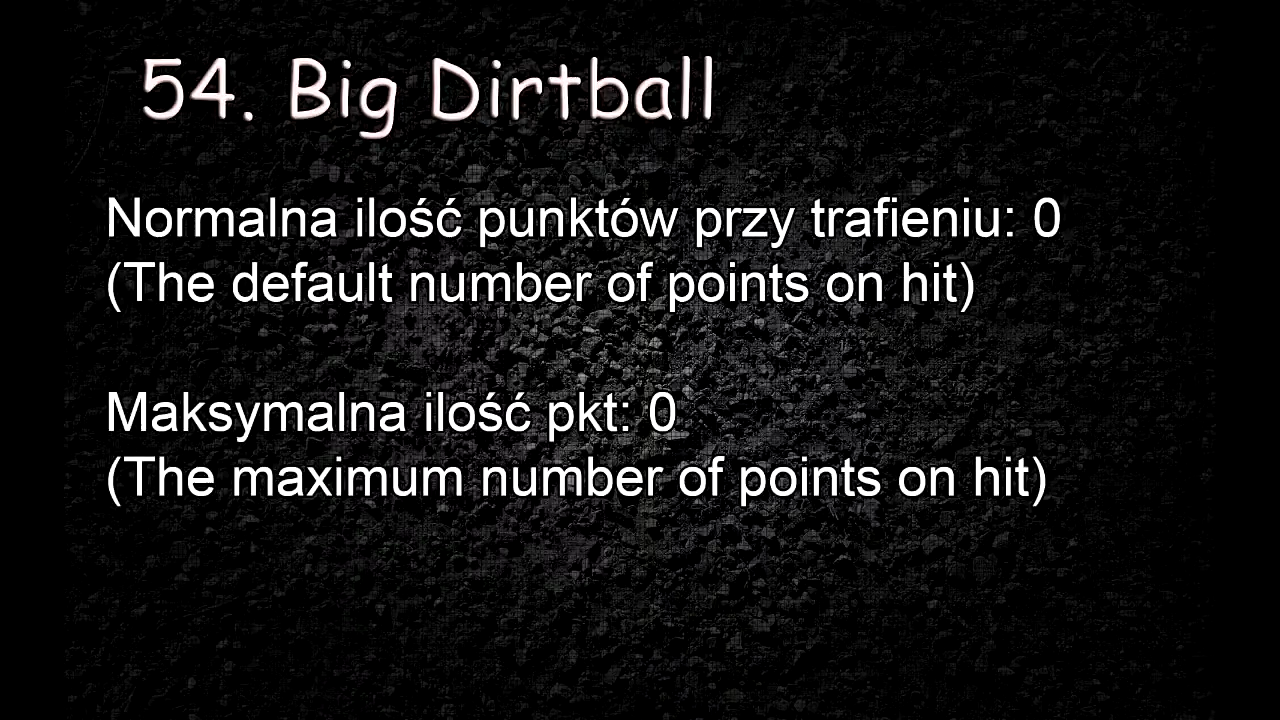 54. Big Dirtball
Normalna ilość punktów przy trafieniu: 0
(The default number of points on hit)
Maksymalna ilość pkt: 0
(The maximum number of points on hit)